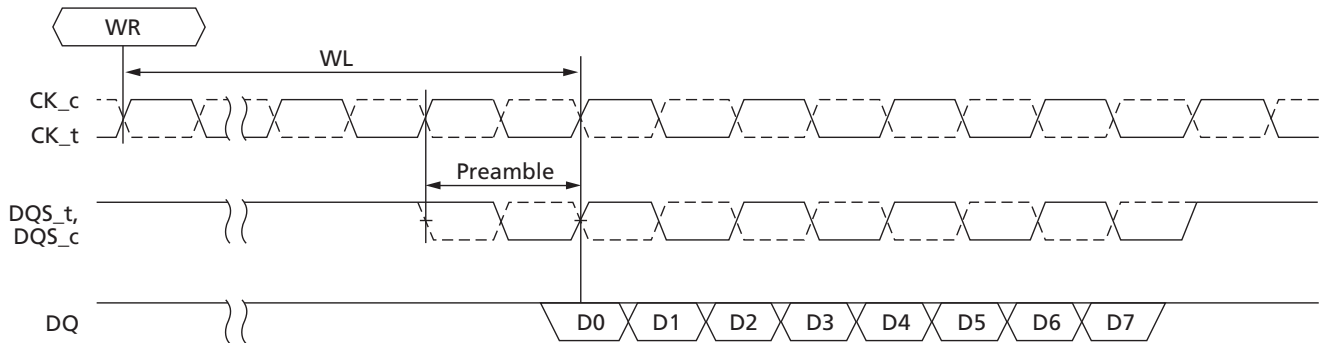 WR
WL
CK_c
CK_t
Preamble
DQS_t,
DQS_c
DQ
D0 D1 D2 D3 D4 D5 D6 D7